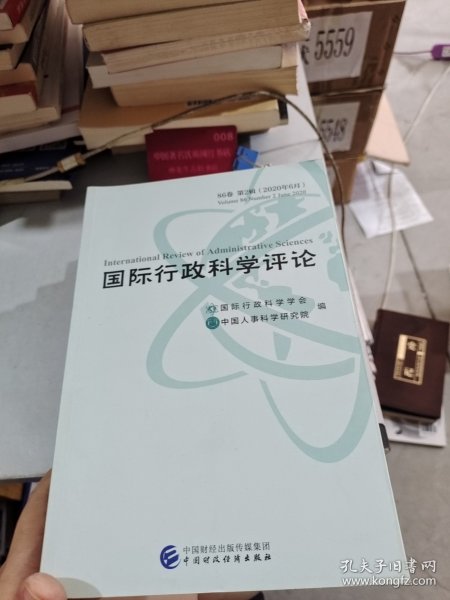 5559
5548
008
86卷 第2辑（2020年6月）
Volume 86 Number 2 June 2020
International Review of Administrative Sciences
国际行政科学评论
国际行政科学学会
中国人事科学研究院 编
中国财经出版传媒集团
中国财政经济出版社
孔夫子旧书网
www.kongfz.com